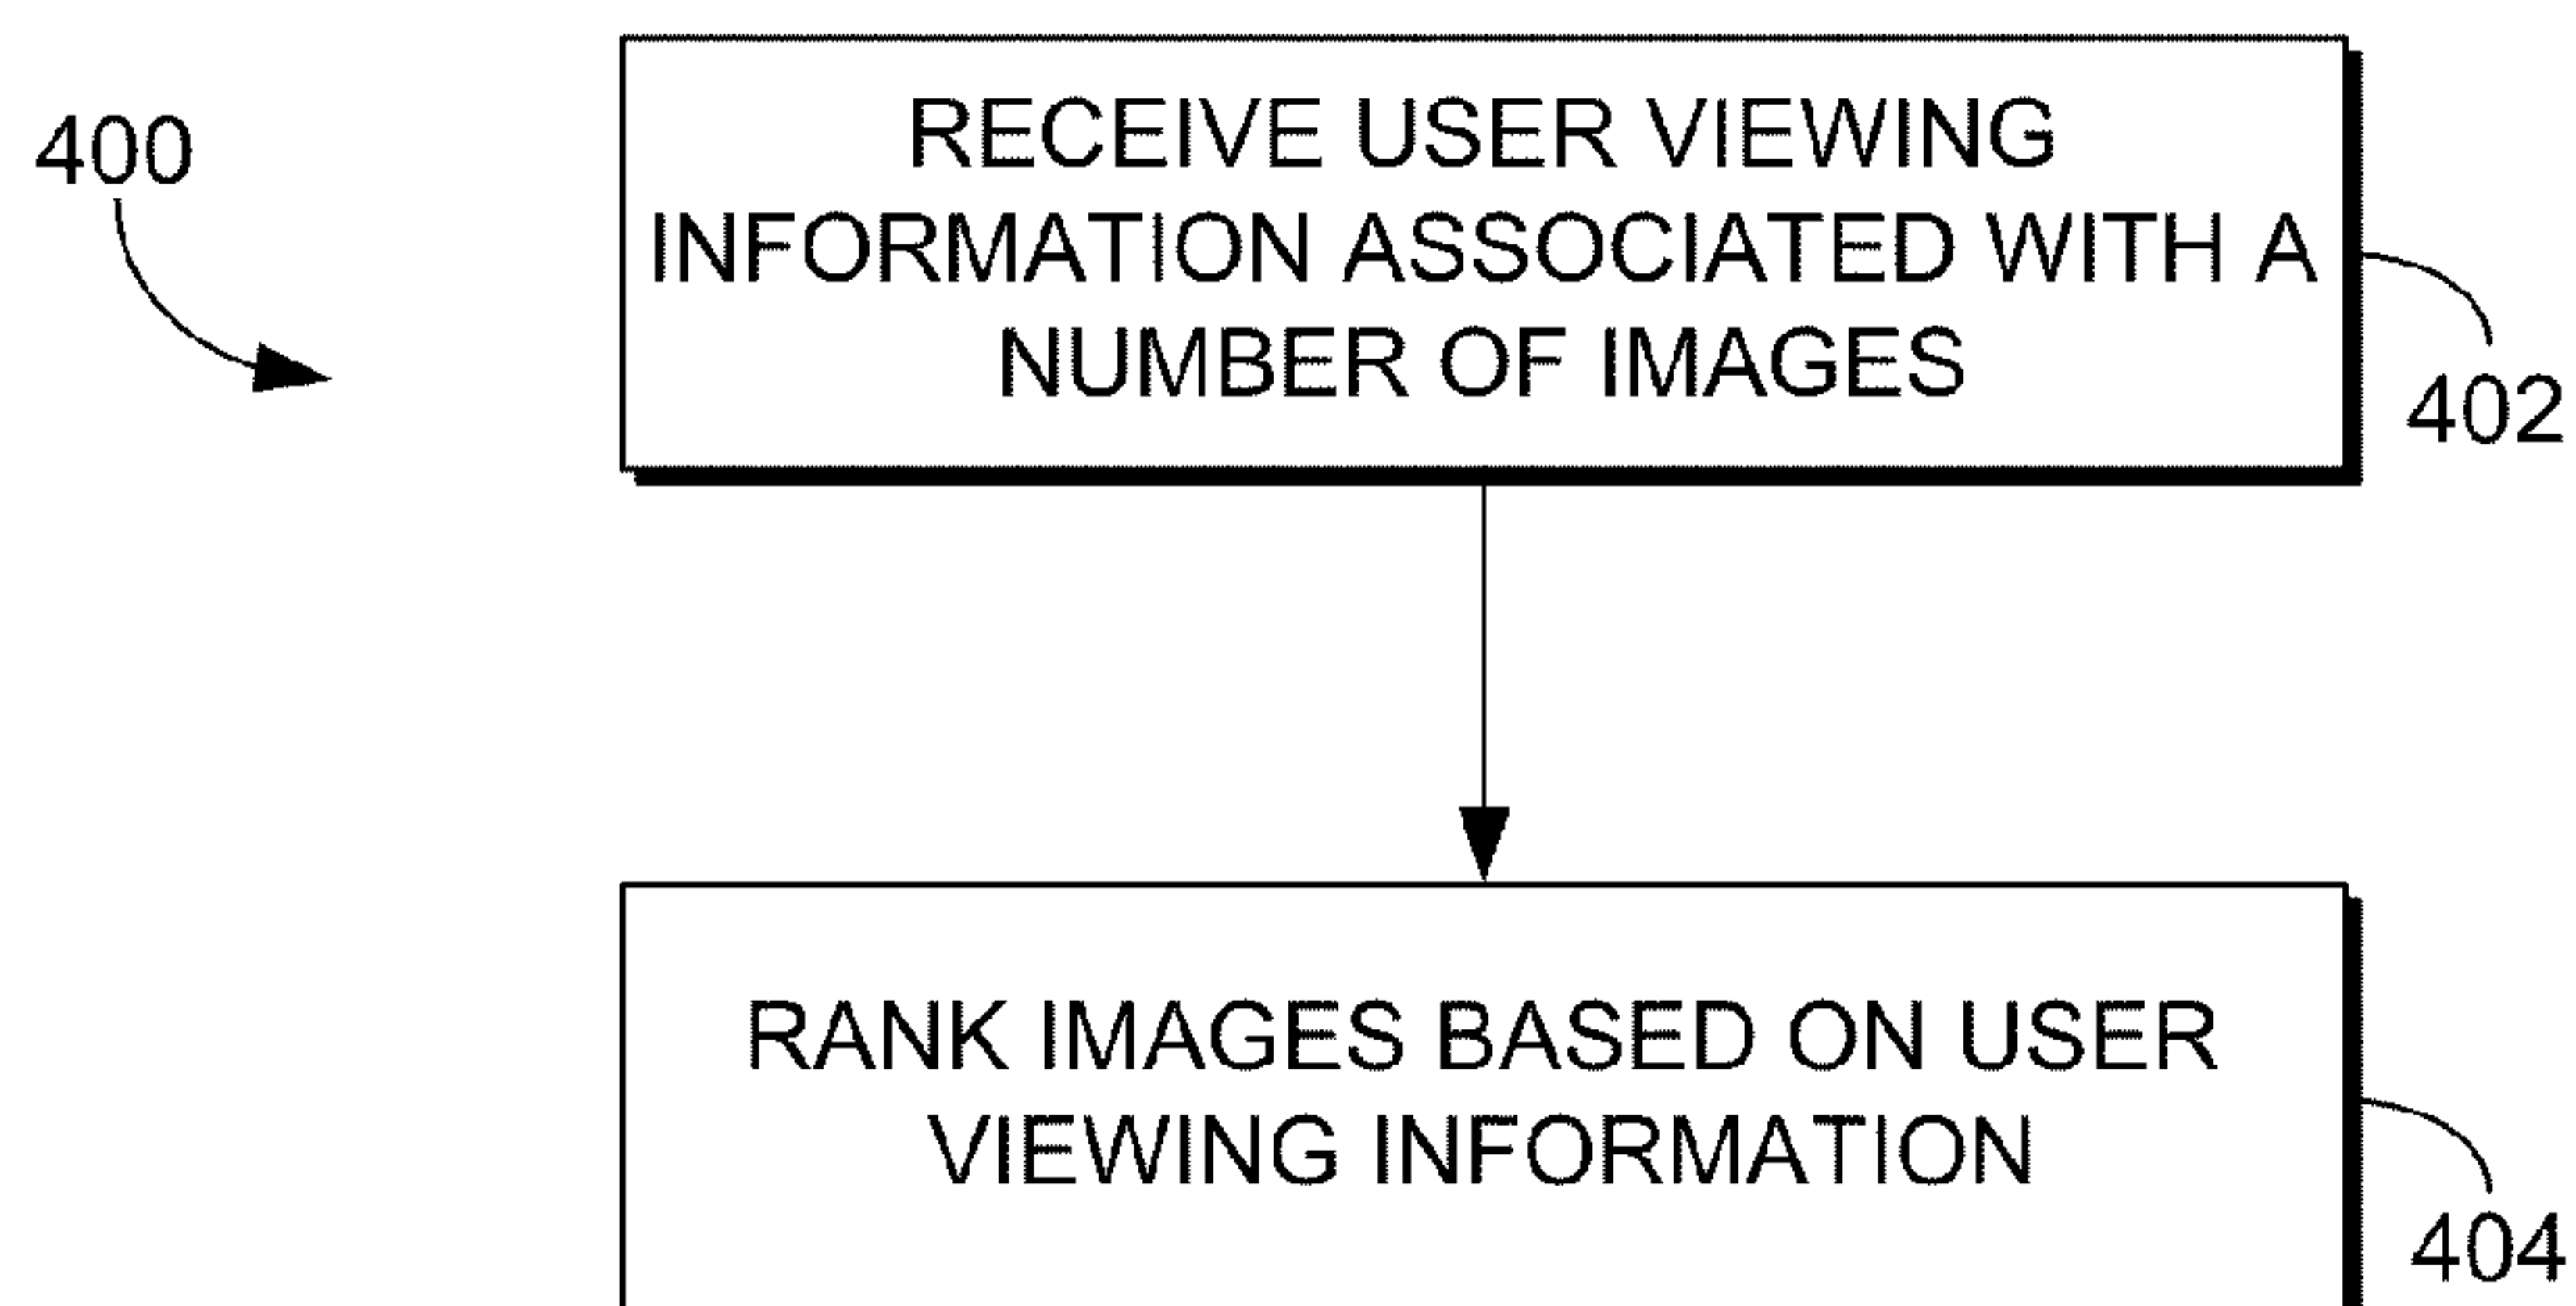 400
RECEIVE USER VIEWING
INFORMATION ASSOCIATED WITH A
NUMBER OF IMAGES
402
RANK IMAGES BASED ON USER
VIEWING INFORMATION
404